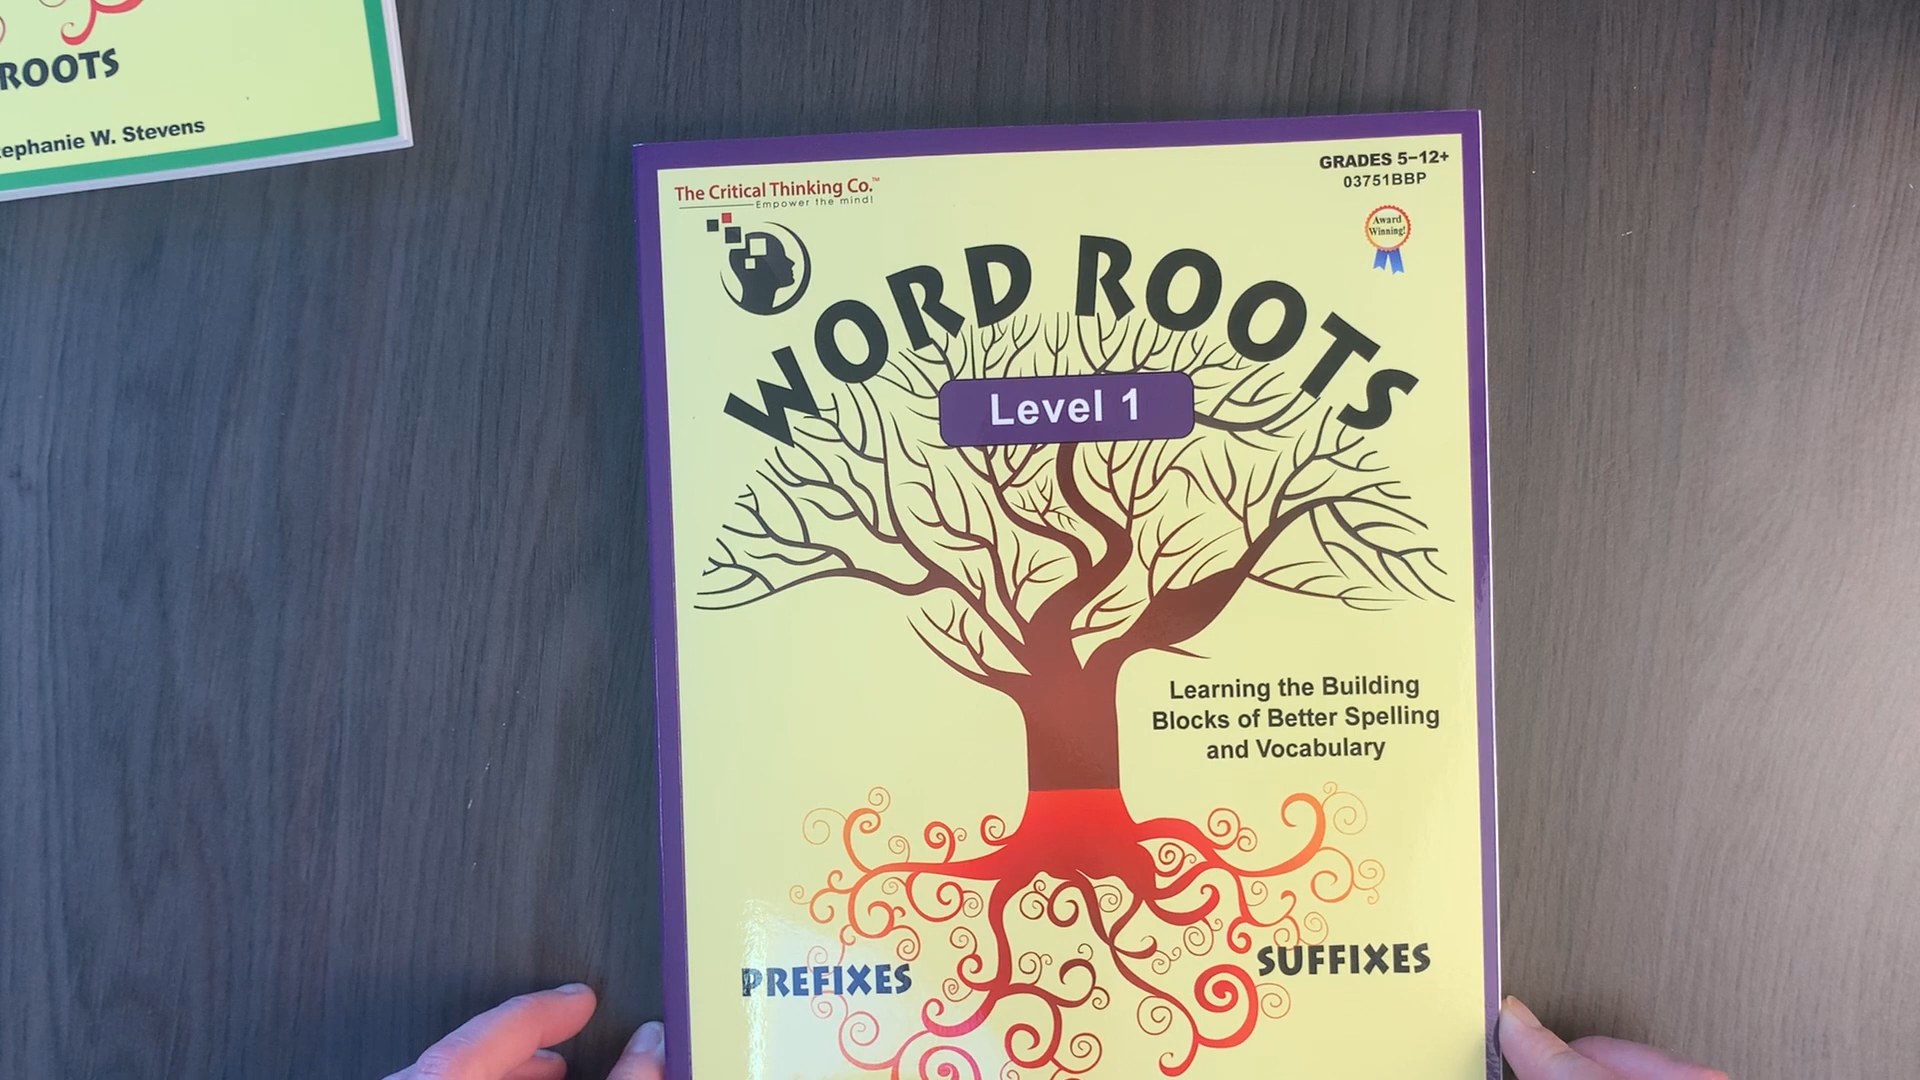 ROOTS
Stephanie W. Stevens
The Critical Thinking Co.™
Empower the mind!
GRADES 5–12+
03751BBP
Award
Winning!
WORD ROOTS
Level 1
Learning the Building
Blocks of Better Spelling
and Vocabulary
PREFIXES
SUFFIXES